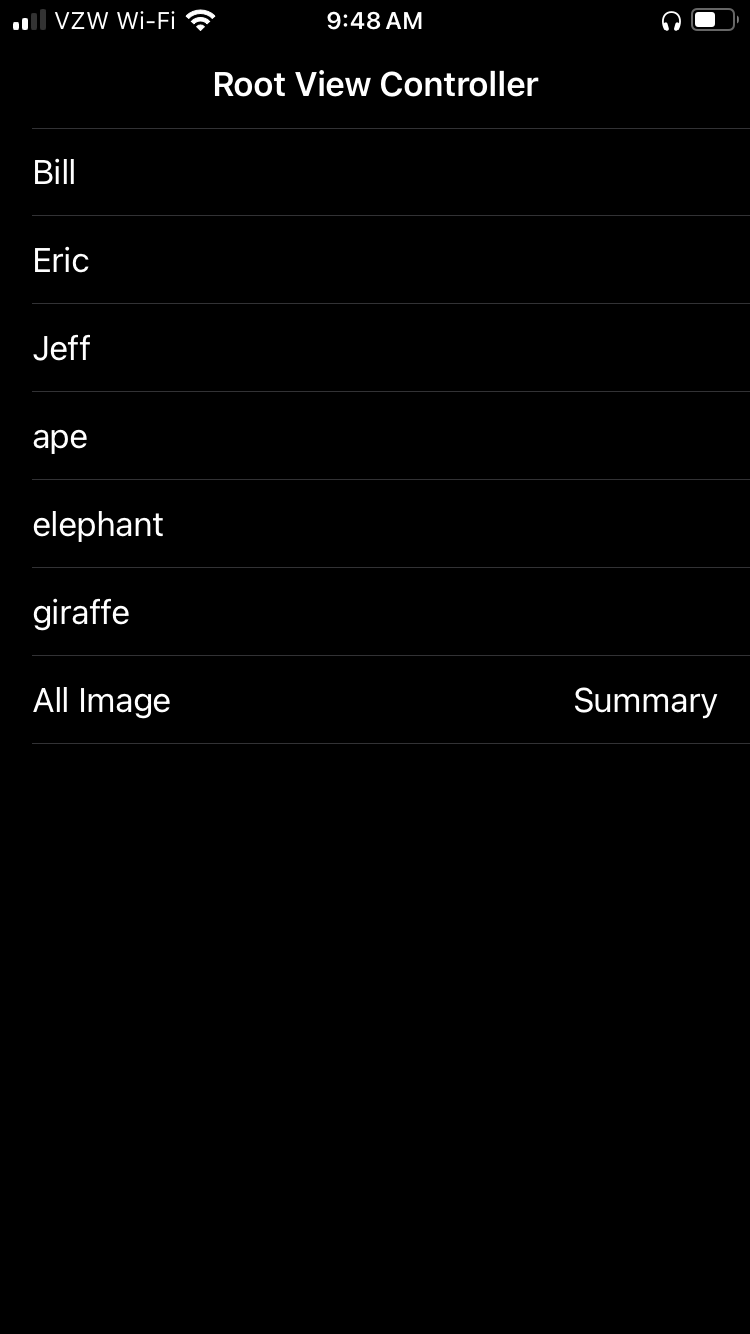 VZW Wi-Fi 9:48 AM
Root View Controller
Bill
Eric
Jeff
ape
elephant
giraffe
All Image Summary